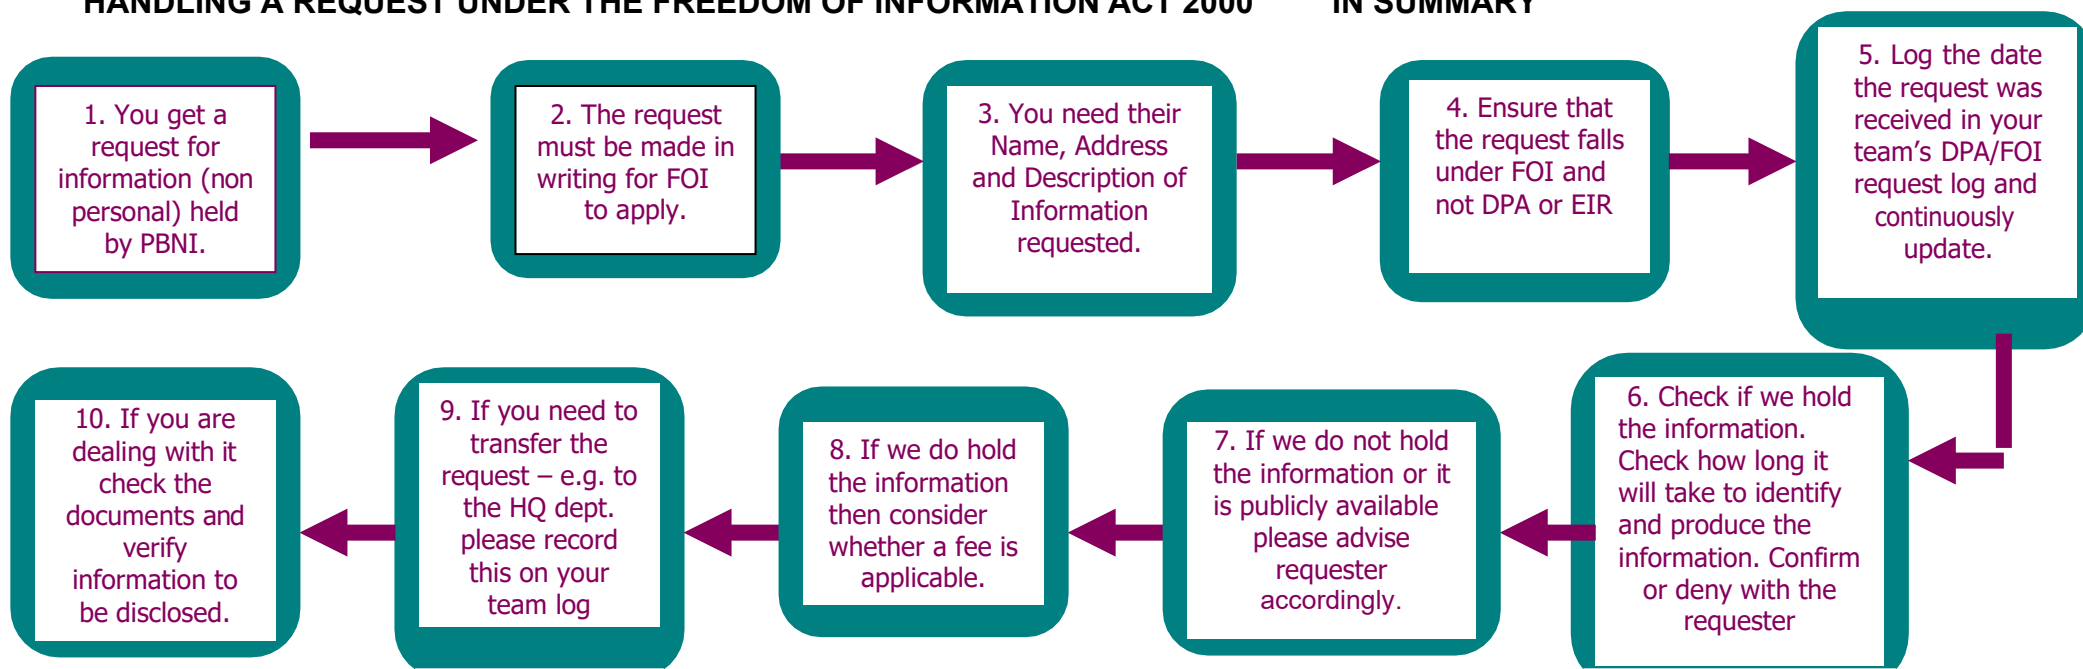 HANDLING A REQUEST UNDER THE FREEDOM OF INFORMATION ACT 2000 IN SUMMARY
1. You get a
request for
information (non
personal) held
by PBNI.
2. The request
must be made in
writing for FOI
to apply.
3. You need their
Name, Address
and Description of
Information
requested.
4. Ensure that
the request falls
under FOI and
not DPA or EIR
5. Log the date
the request was
received in your
team’s DPA/FOI
request log and
continuously
update.
6. Check if we hold
the information.
Check how long it
will take to identify
and produce the
information. Confirm
or deny with the
requester
7. If we do not hold
the information or it
is publicly available
please advise
requester
accordingly.
8. If we do hold
the information
then consider
whether a fee is
applicable.
9. If you need to
transfer the
request – e.g. to
the HQ dept.
please record
this on your
team log
10. If you are
dealing with it
check the
documents and
verify
information to
be disclosed.